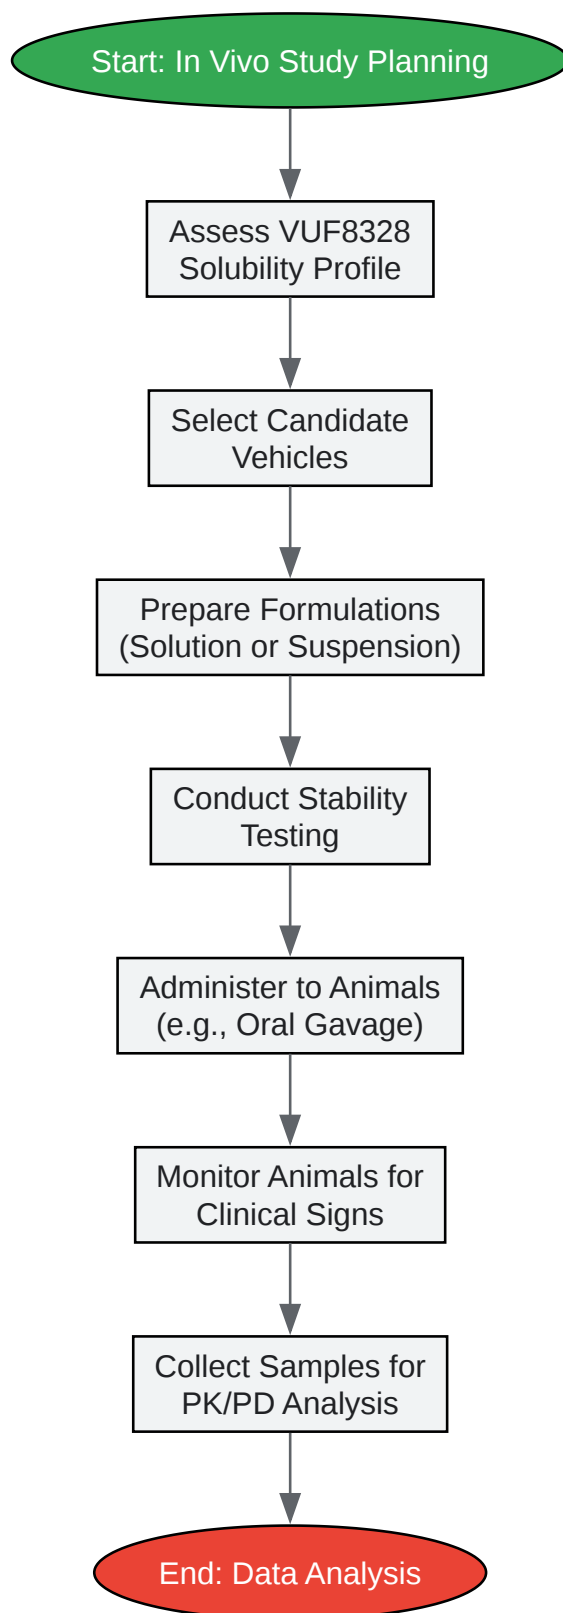 Start: In Vivo Study Planning
Assess VUF8328
Solubility Profile
Select Candidate
Vehicles
Prepare Formulations
(Solution or Suspension)
Conduct Stability
Testing
Administer to Animals
(e.g., Oral Gavage)
Monitor Animals for
Clinical Signs
Collect Samples for
PK/PD Analysis
End: Data Analysis